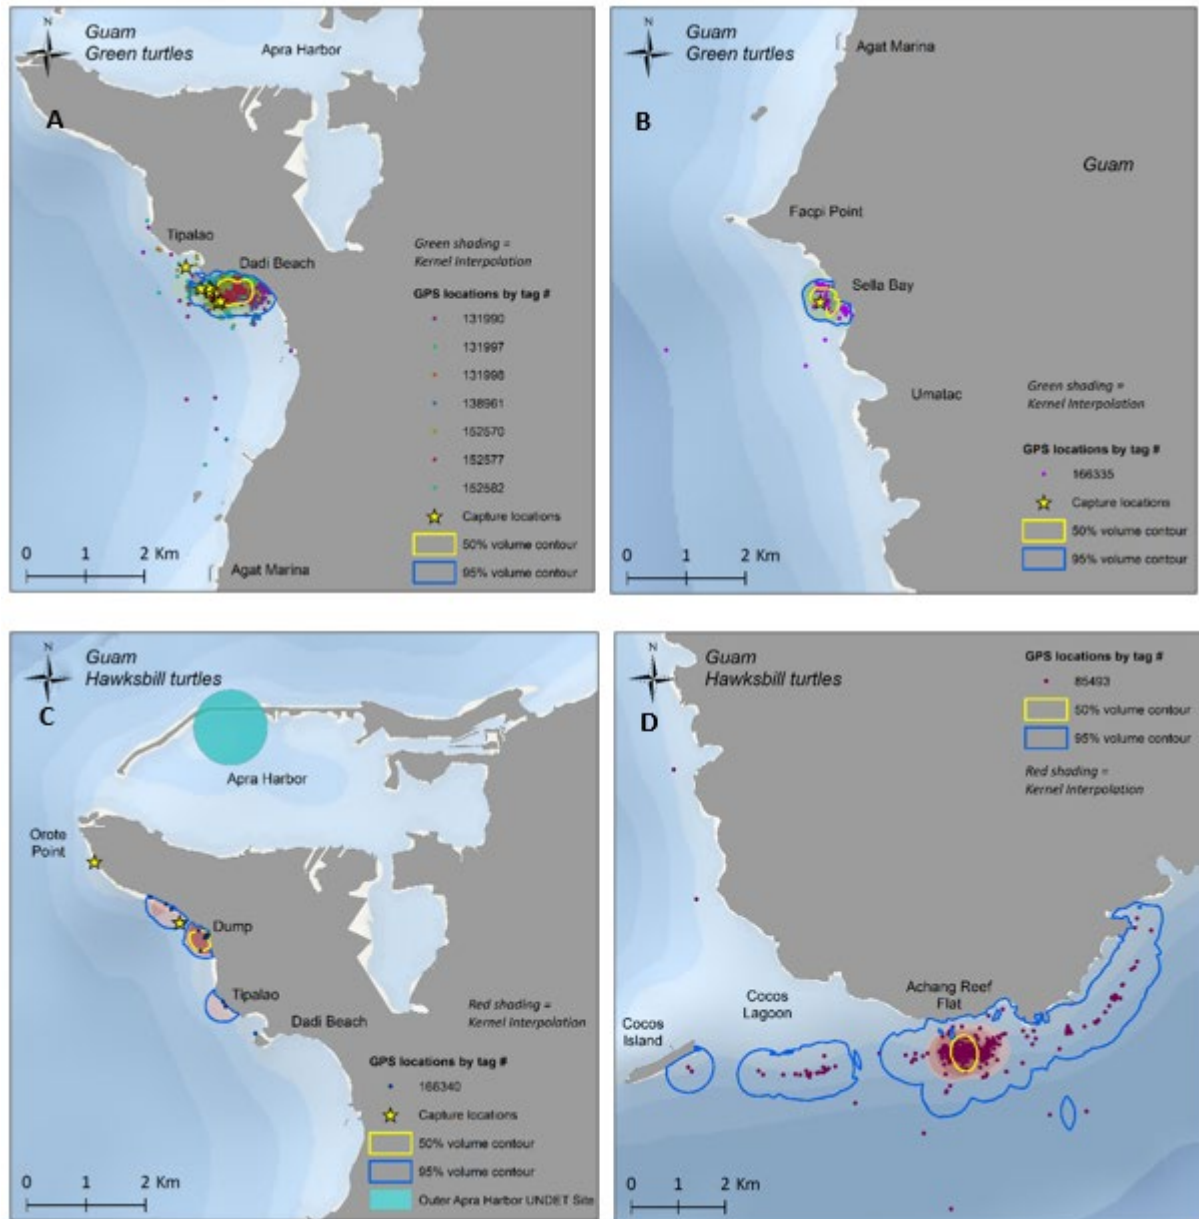 N
Guam
Green turtles
Apra Harbor
A
Tipalao
Dadi Beach
Green shading =
Kernel Interpolation
GPS locations by tag #
131990
131997
131998
138961
152570
152577
152582
Capture locations
50% volume contour
95% volume contour
0 1 2 Km
Agat Marina
N
Guam
Green turtles
Agat Marina
B
Guam
Facpi Point
Sella Bay
Umatac
Green shading =
Kernel Interpolation
GPS locations by tag #
166335
Capture locations
50% volume contour
95% volume contour
0 1 2 Km
N
Guam
Hawksbill turtles
C
Apra Harbor
Orote
Point
Dump
Tipalao
Dadi Beach
Red shading =
Kernel Interpolation
GPS locations by tag #
166340
Capture locations
50% volume contour
95% volume contour
Outer Apra Harbor UNDET Site
0 1 2 Km
N
Guam
Hawksbill turtles
GPS locations by tag #
85493
50% volume contour
95% volume contour
D
Red shading =
Kernel Interpolation
Achang Reef
Flat
Cocos
Lagoon
Cocos
Island
0 1 2 Km